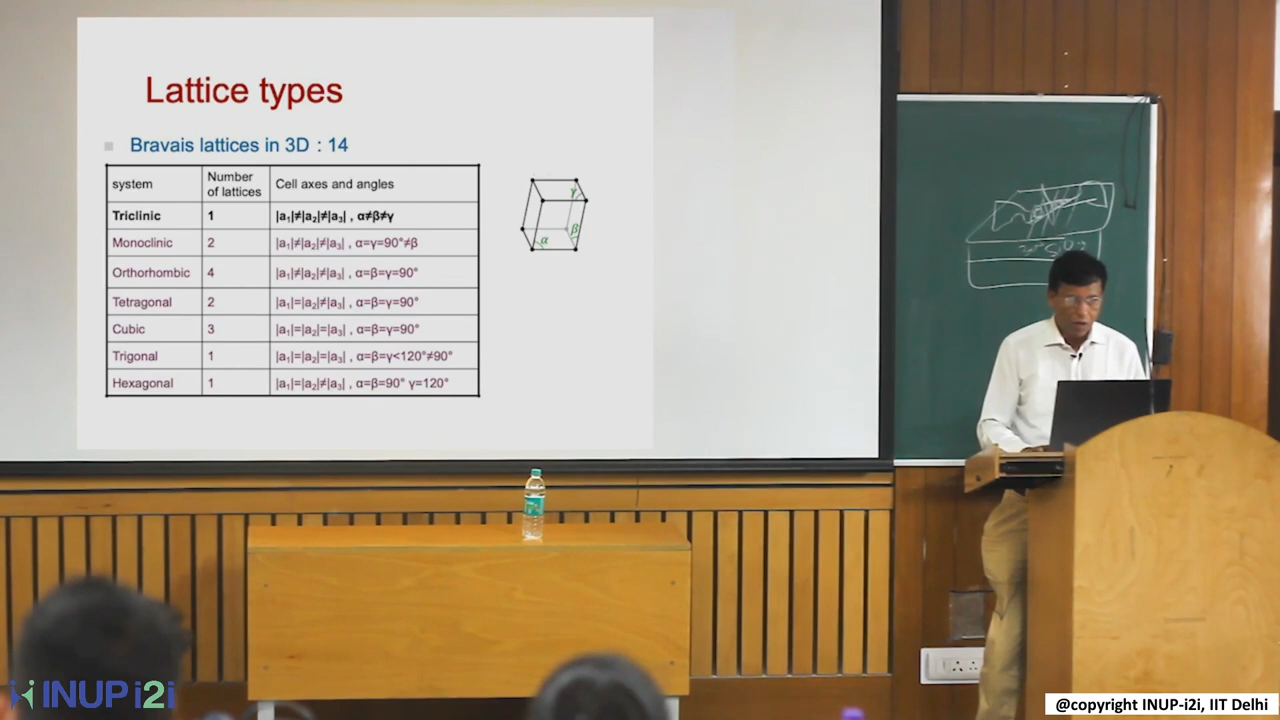 Lattice types
Bravais lattices in 3D : 14
system Number of lattices Cell axes and angles
Triclinic 1 |a₁|≠|a₂|≠|a₃| , α≠β≠γ
Monoclinic 2 |a₁|≠|a₂|≠|a₃| , α=γ=90°≠β
Orthorhombic 4 |a₁|≠|a₂|≠|a₃| , α=β=γ=90°
Tetragonal 2 |a₁|=|a₂|≠|a₃| , α=β=γ=90°
Cubic 3 |a₁|=|a₂|=|a₃| , α=β=γ=90°
Trigonal 1 |a₁|=|a₂|=|a₃| , α=β=γ<120°≠90°
Hexagonal 1 |a₁|=|a₂|≠|a₃| , α=β=90° γ=120°
γ
β
α
INUP i2i
@copyright INUP-i2i, IIT Delhi